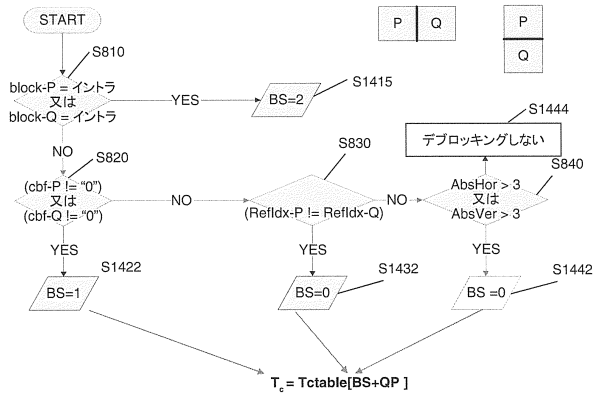 START
P
Q
P
Q
S810
block-P = イントラ
又は
block-Q = イントラ
YES
BS=2
S1415
S1444
デブロッキングしない
NO
S820
(cbf-P != “0”)
又は
(cbf-Q != “0”)
NO
S830
(RefIdx-P != RefIdx-Q)
NO
S840
AbsHor > 3
又は
AbsVer > 3
YES
YES
YES
S1422
BS=1
S1432
BS=0
S1442
BS =0
Tc = Tctable[BS+QP ]